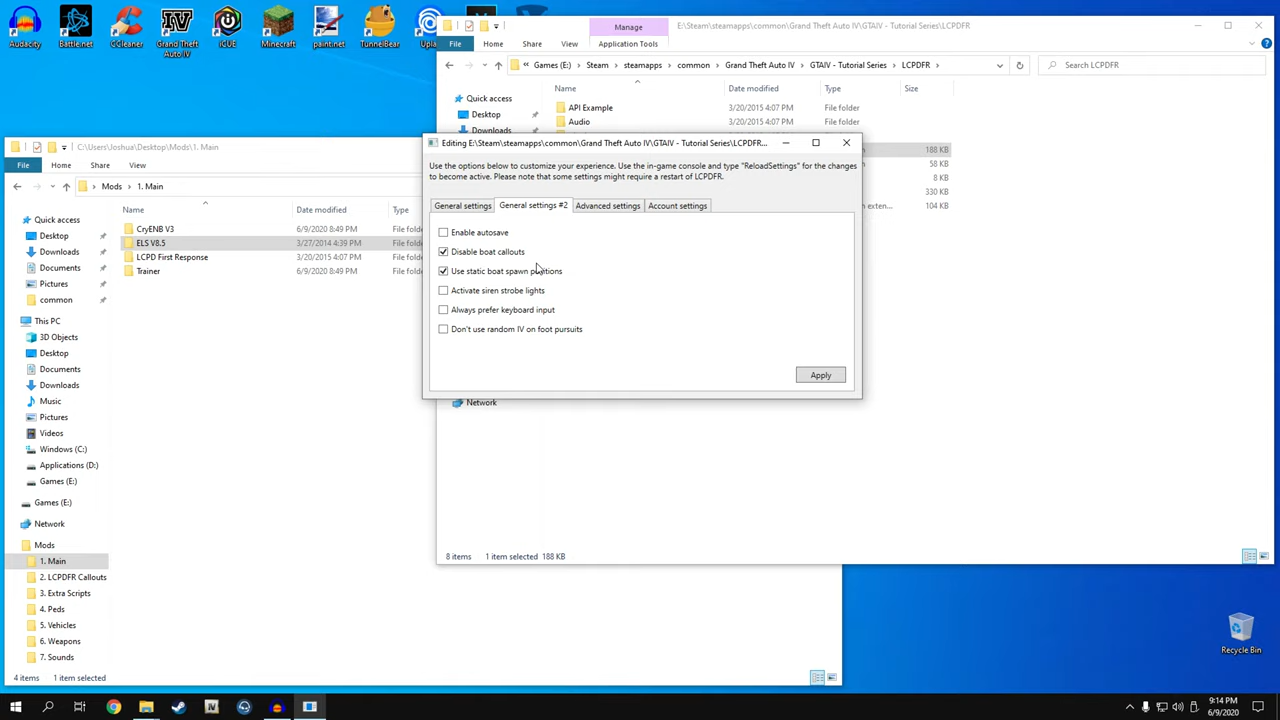 Audacity
Battle.net
CCleaner
Grand Theft Auto IV
iCUE
Minecraft
paint.net
TunnelBear
Manage
E:\Steam\steamapps\common\Grand Theft Auto IV\GTAIV - Tutorial Series\LCPDFR
File
Home
Share
View
Application Tools
Games (E:)
Steam
steamapps
common
Grand Theft Auto IV
GTAIV - Tutorial Series
LCPDFR
Search LCPDFR
Name
Date modified
Type
Size
Quick access
Desktop
Downloads
API Example
3/20/2015 4:07 PM
File folder
Audio
3/20/2015 4:07 PM
File folder
188 KB
58 KB
8 KB
330 KB
104 KB
Network
8 items
1 item selected
188 KB
Editing E:\Steam\steamapps\common\Grand Theft Auto IV\GTAIV - Tutorial Series\LCPDFR...
Use the options below to customize your experience. Use the in-game console and type "ReloadSettings" for the changes
to become active. Please note that some settings might require a restart of LCPDFR.
General settings
General settings #2
Advanced settings
Account settings
Enable autosave
Disable boat callouts
Use static boat spawn positions
Activate siren strobe lights
Always prefer keyboard input
Don't use random IV on foot pursuits
Apply
C:\Users\Joshua\Desktop\Mods\1. Main
File
Home
Share
View
Mods
1. Main
Name
Date modified
Type
Quick access
Desktop
Downloads
Documents
Pictures
common
This PC
3D Objects
Desktop
Documents
Downloads
Music
Pictures
Videos
Windows (C:)
Applications (D:)
Games (E:)
Games (E:)
Network
Mods
1. Main
2. LCPDFR Callouts
3. Extra Scripts
4. Peds
5. Vehicles
6. Weapons
7. Sounds
CryENB V3
6/9/2020 8:49 PM
File folder
ELS V8.5
3/27/2014 4:39 PM
File folder
LCPD First Response
3/20/2015 4:07 PM
File folder
Trainer
6/9/2020 8:49 PM
File folder
4 items
1 item selected
Recycle Bin
9:14 PM
6/9/2020